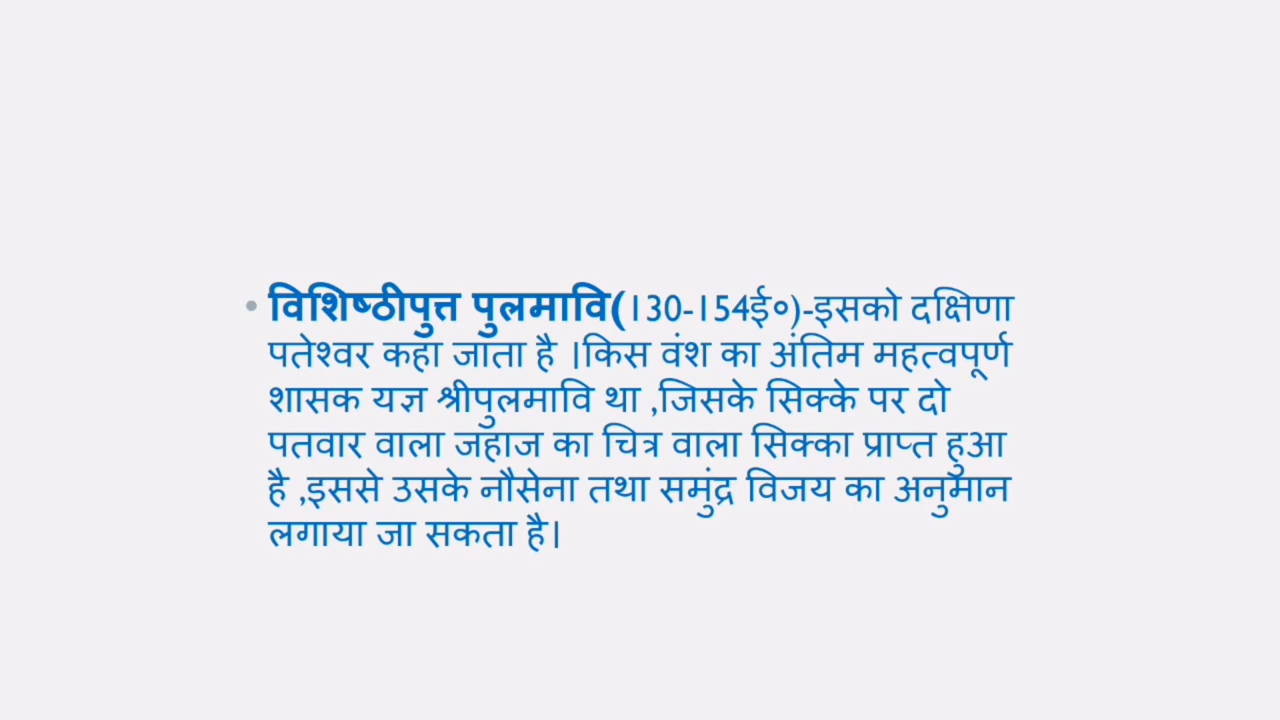 • विशिष्ठीपुत्त पुलमावि(130-154ई०)-इसको दक्षिणा
पतेश्वर कहा जाता है ।किस वंश का अंतिम महत्वपूर्ण
शासक यज्ञ श्रीपुलमावि था ,जिसके सिक्के पर दो
पतवार वाला जहाज का चित्र वाला सिक्का प्राप्त हुआ
है ,इससे उसके नौसेना तथा समुंद्र विजय का अनुमान
लगाया जा सकता है।